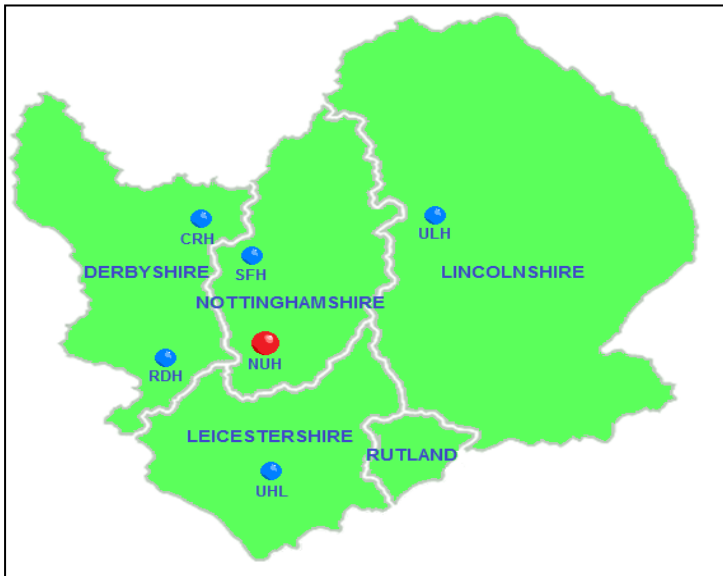 CRH
ULH
DERBYSHIRE
SFH
LINCOLNSHIRE
NOTTINGHAMSHIRE
NUH
RDH
LEICESTERSHIRE
RUTLAND
UHL